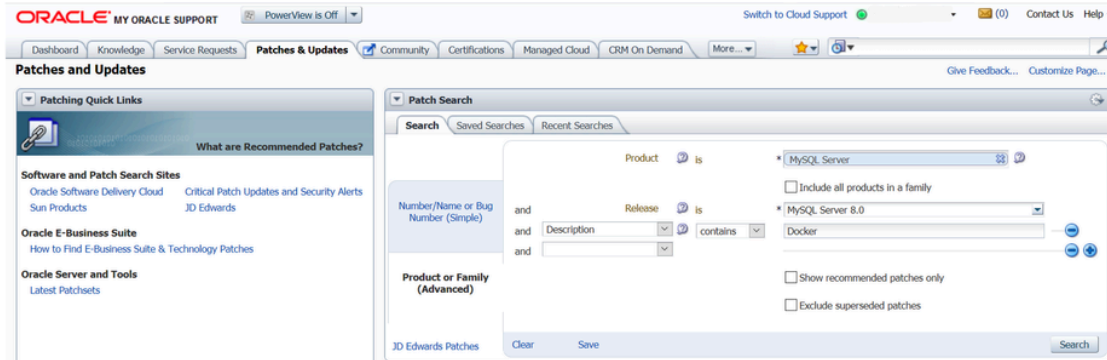 ORACLE MY ORACLE SUPPORT PowerView is Off Switch to Cloud Support (0) Contact Us Help
Dashboard Knowledge Service Requests Patches & Updates Community Certifications Managed Cloud CRM On Demand More...
Patches and Updates Give Feedback... Customize Page...
Patching Quick Links
What are Recommended Patches?
Software and Patch Search Sites
Oracle Software Delivery Cloud Critical Patch Updates and Security Alerts
Sun Products JD Edwards
Oracle E-Business Suite
How to Find E-Business Suite & Technology Patches
Oracle Server and Tools
Latest Patchsets
Patch Search
Search Saved Searches Recent Searches
Number/Name or Bug
Number (Simple)
Product or Family
(Advanced)
JD Edwards Patches
Product is * MySQL Server
Include all products in a family
and Release is * MySQL Server 8.0
and Description contains Docker
and
Show recommended patches only
Exclude superseded patches
Clear Save Search